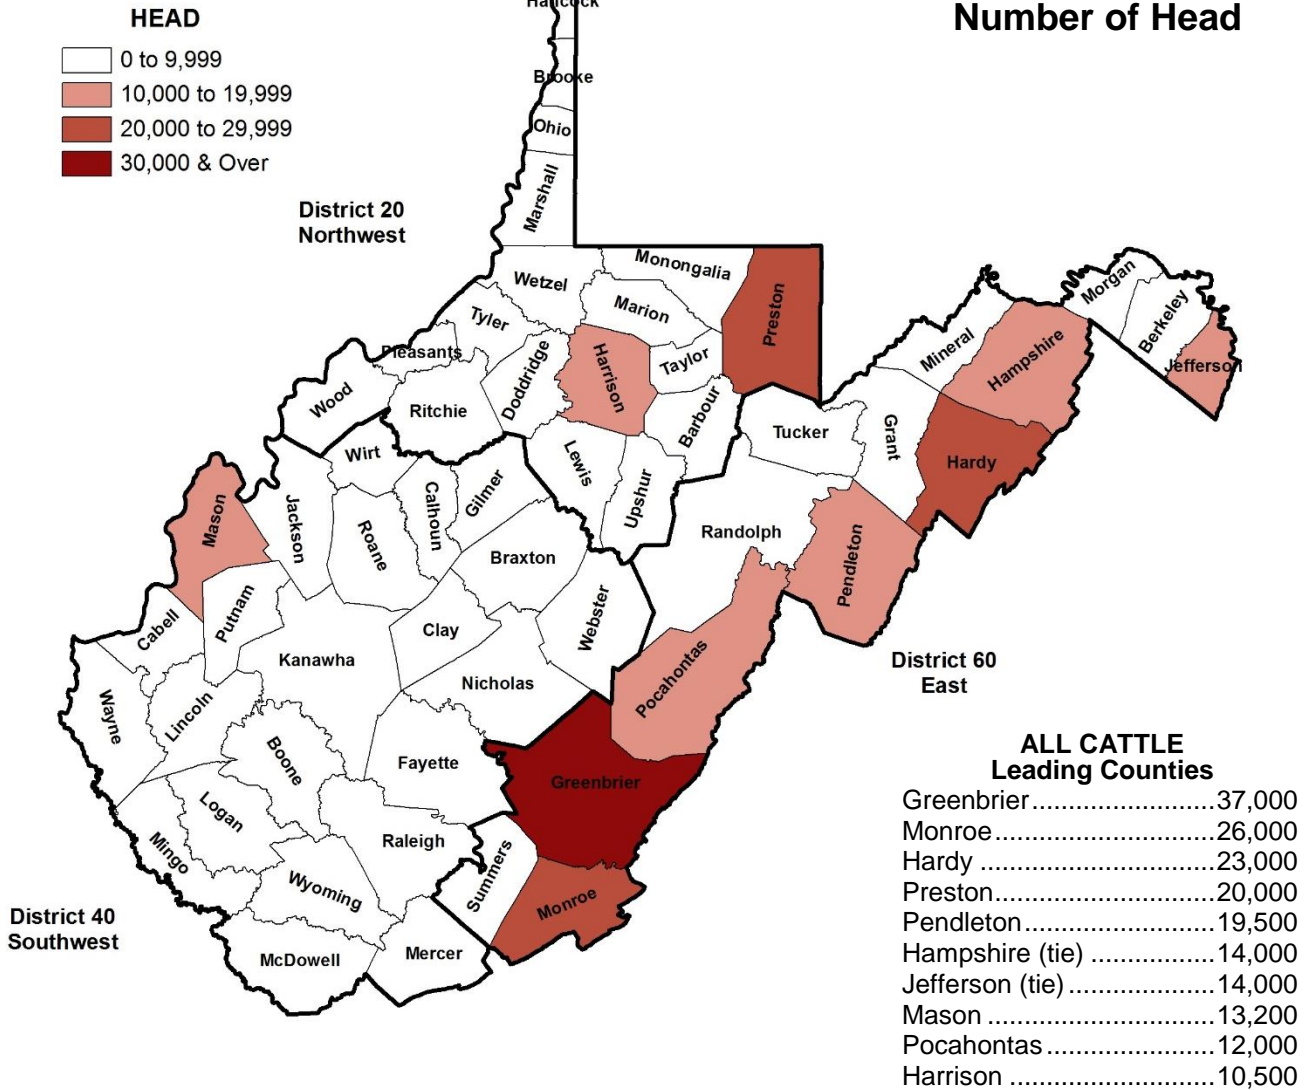 Hancock
HEAD
Number of Head
0 to 9,999
10,000 to 19,999
20,000 to 29,999
30,000 & Over
Brooke
Ohio
Marshall
District 20
Northwest
Wetzel
Monongalia
Marion
Preston
Tyler
Pleasants
Doddridge
Harrison
Taylor
Wood
Ritchie
Barbour
Tucker
Grant
Mineral
Hampshire
Morgan
Berkeley
Jefferson
Hardy
Wirt
Lewis
Upshur
Gilmer
Calhoun
Jackson
Roane
Mason
Braxton
Randolph
Pendleton
Webster
Putnam
Cabell
Clay
Kanawha
Nicholas
Pocahontas
District 60
East
Wayne
Lincoln
Boone
Fayette
Greenbrier
Logan
Mingo
Raleigh
Summers
Wyoming
Monroe
District 40
Southwest
McDowell
Mercer
ALL CATTLE
Leading Counties
Greenbrier.........................37,000
Monroe..............................26,000
Hardy ................................23,000
Preston..............................20,000
Pendleton..........................19,500
Hampshire (tie) .................14,000
Jefferson (tie)....................14,000
Mason ...............................13,200
Pocahontas.......................12,000
Harrison ............................10,500